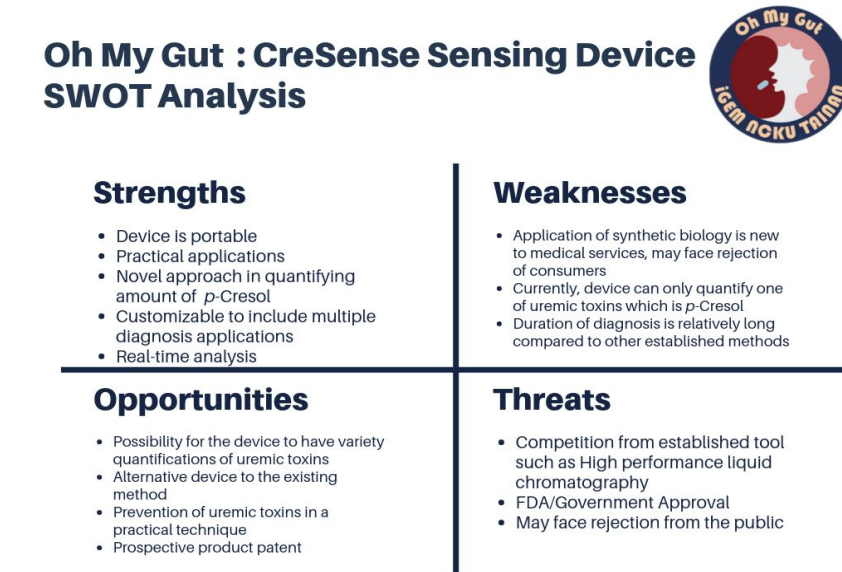 Oh My Gut : CreSense Sensing Device
SWOT Analysis
Oh My Gut
iGEM NCKU TAINAN
Strengths
• Device is portable
• Practical applications
• Novel approach in quantifying
amount of p-Cresol
• Customizable to include multiple
diagnosis applications
• Real-time analysis
Weaknesses
• Application of synthetic biology is new
to medical services, may face rejection
of consumers
• Currently, device can only quantify one
of uremic toxins which is p-Cresol
• Duration of diagnosis is relatively long
compared to other established methods
Opportunities
• Possibility for the device to have variety
quantifications of uremic toxins
• Alternative device to the existing
method
• Prevention of uremic toxins in a
practical technique
• Prospective product patent
Threats
• Competition from established tool
such as High performance liquid
chromatography
• FDA/Government Approval
• May face rejection from the public